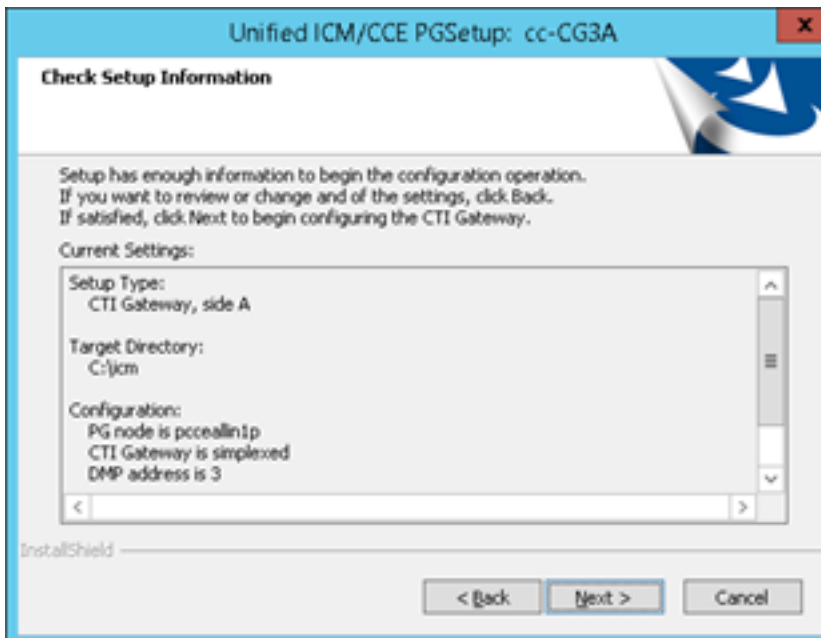 Unified ICM/CCE PGSetup: cc-CG3A
Check Setup Information
Setup has enough information to begin the configuration operation.
If you want to review or change and of the settings, click Back.
If satisfied, click Next to begin configuring the CTI Gateway.
Current Settings:
Setup Type:
CTI Gateway, side A
Target Directory:
C:\icm
Configuration:
PG node is pcceallin1p
CTI Gateway is simplexed
DMP address is 3
InstallShield
< Back
Next >
Cancel